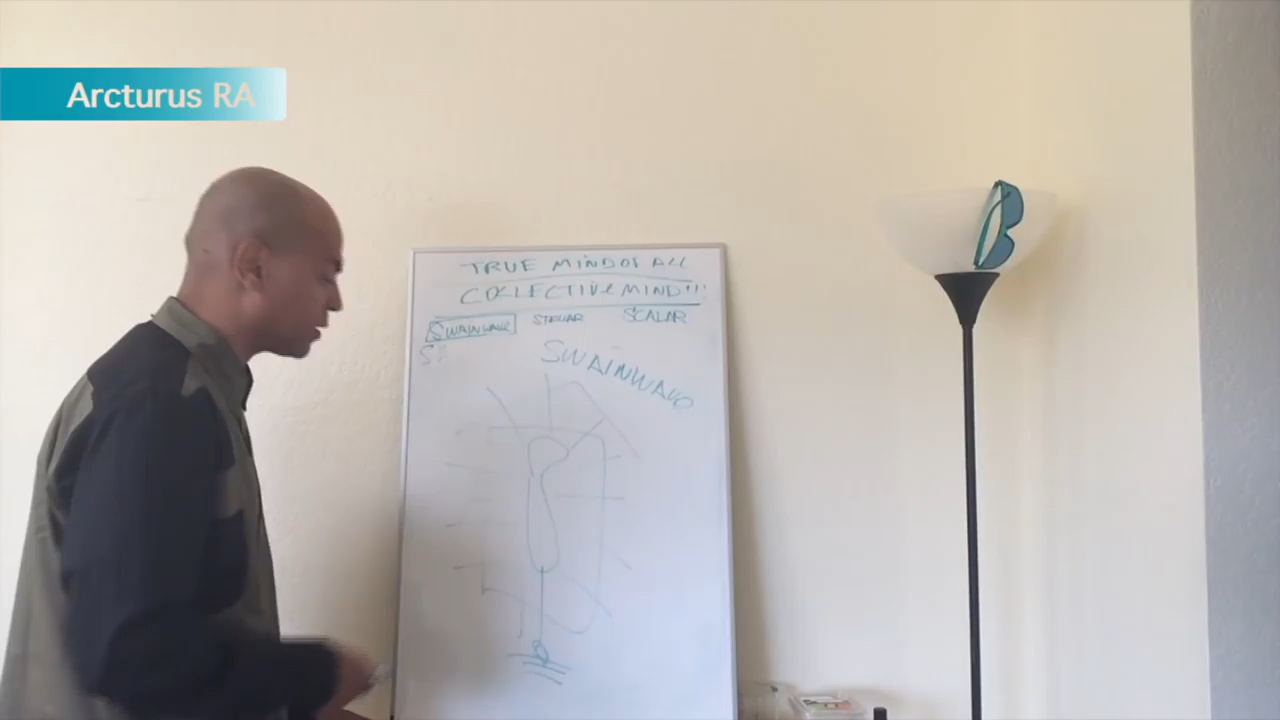 Arcturus RA
TRUE MIND OF ALL
COLLECTIVE MIND!!!
SWAINWAVE STELLAR SCALAR
SWAINWAVE